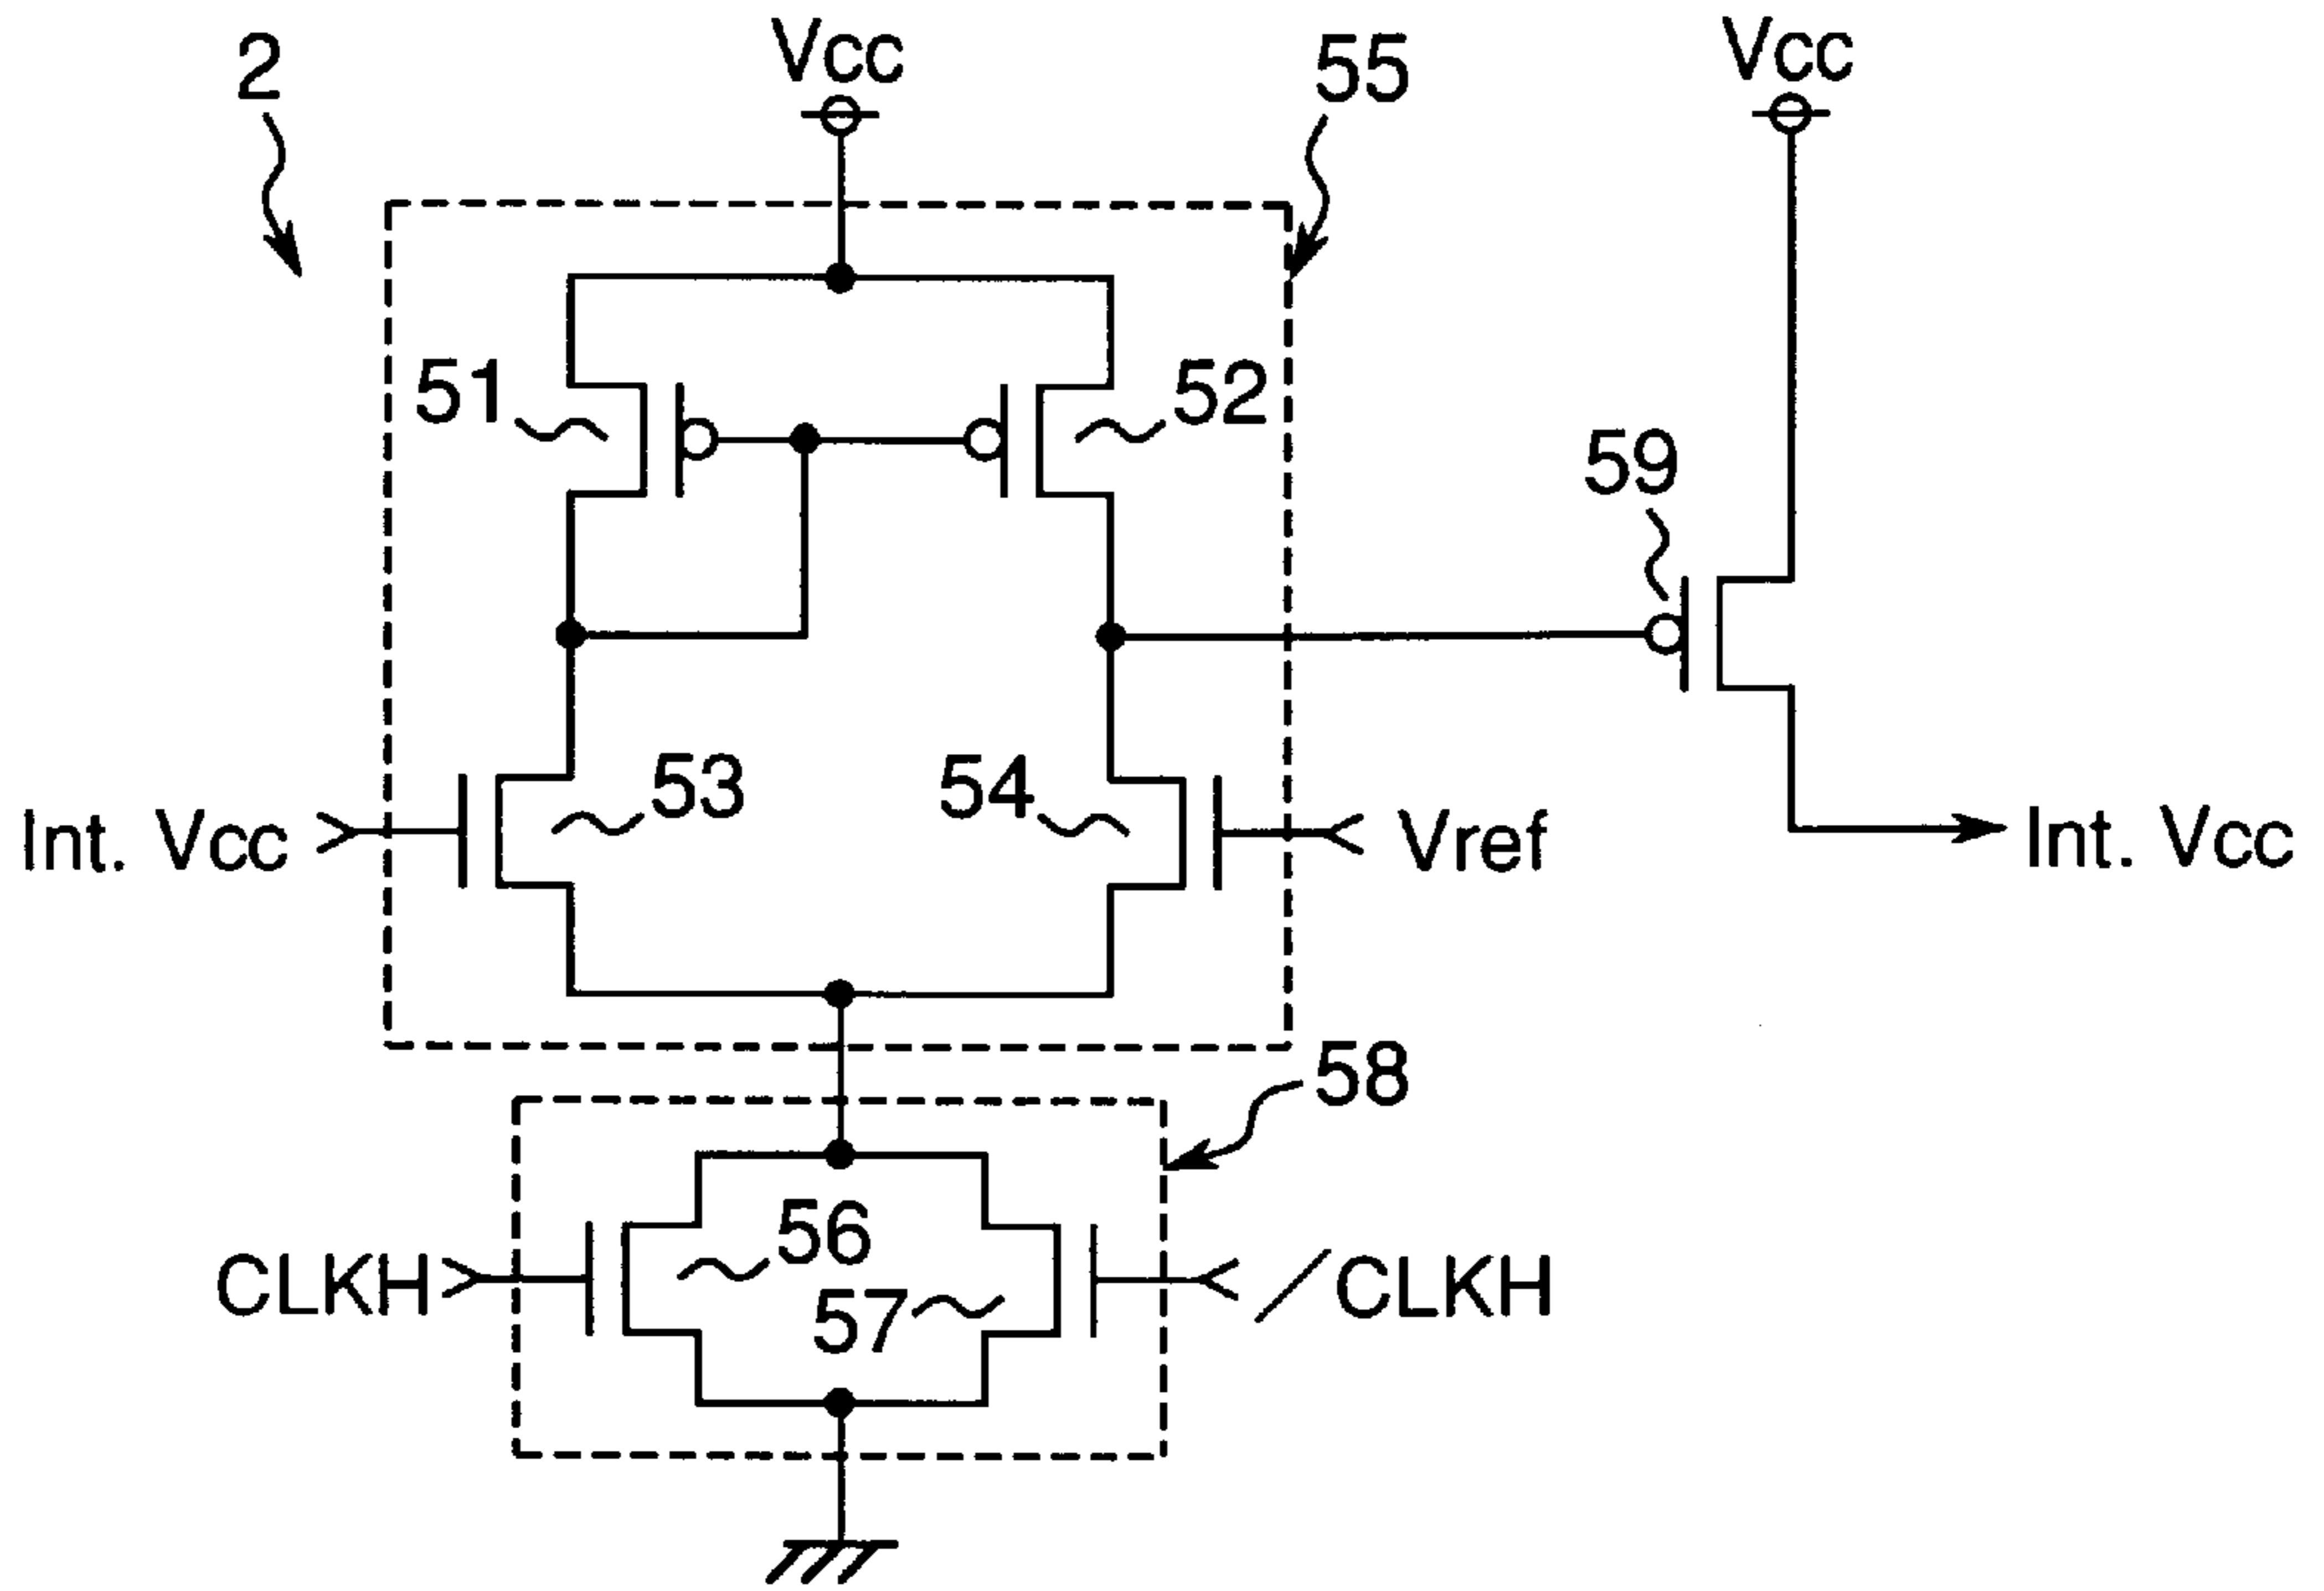 2
Vcc
55
Vcc
51
52
59
53
54
Int. Vcc
Vref
Int. Vcc
58
56
CLKH
57
/CLKH